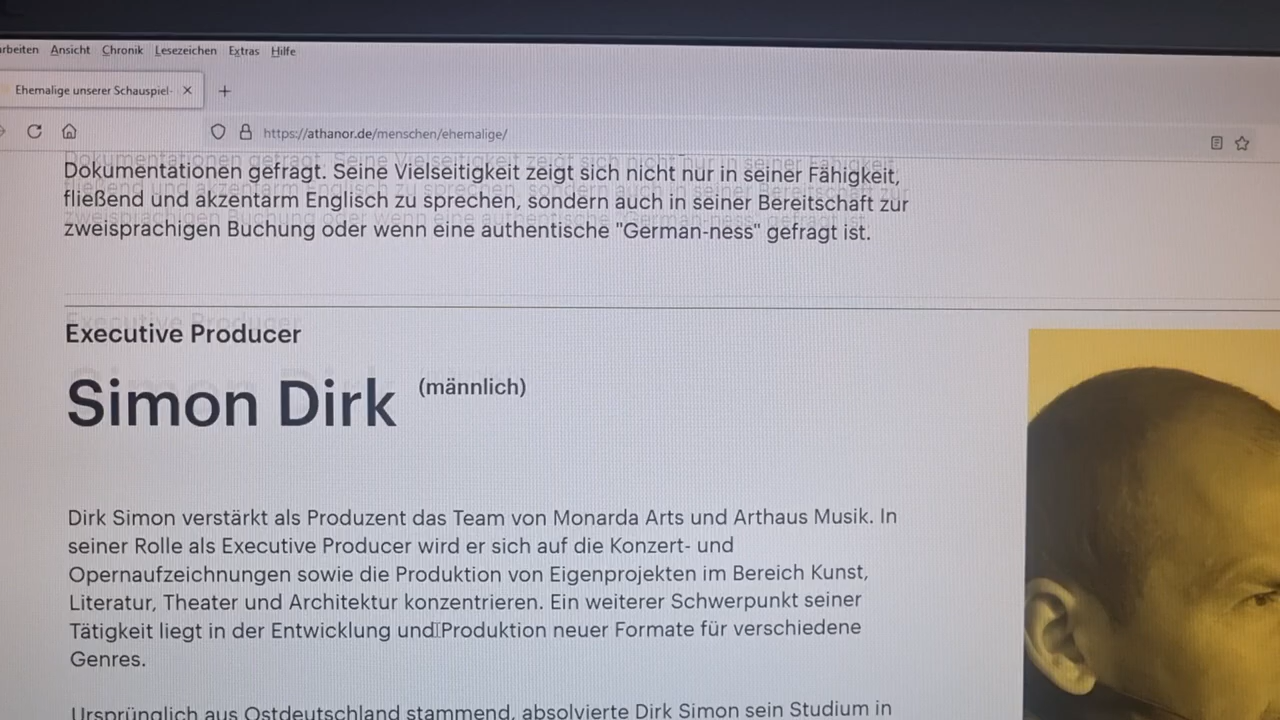 rbeiten Ansicht Chronik Lesezeichen Extras Hilfe
Ehemalige unserer Schauspiel-
https://athanor.de/menschen/ehemalige/
Dokumentationen gefragt. Seine Vielseitigkeit zeigt sich nicht nur in seiner Fähigkeit,
fließend und akzentarm Englisch zu sprechen, sondern auch in seiner Bereitschaft zur
zweisprachigen Buchung oder wenn eine authentische "German-ness" gefragt ist.
Executive Producer
Simon Dirk (männlich)
Dirk Simon verstärkt als Produzent das Team von Monarda Arts und Arthaus Musik. In
seiner Rolle als Executive Producer wird er sich auf die Konzert- und
Opernaufzeichnungen sowie die Produktion von Eigenprojekten im Bereich Kunst,
Literatur, Theater und Architektur konzentrieren. Ein weiterer Schwerpunkt seiner
Tätigkeit liegt in der Entwicklung und Produktion neuer Formate für verschiedene
Genres.
Ursprünglich aus Ostdeutschland stammend, absolvierte Dirk Simon sein Studium in